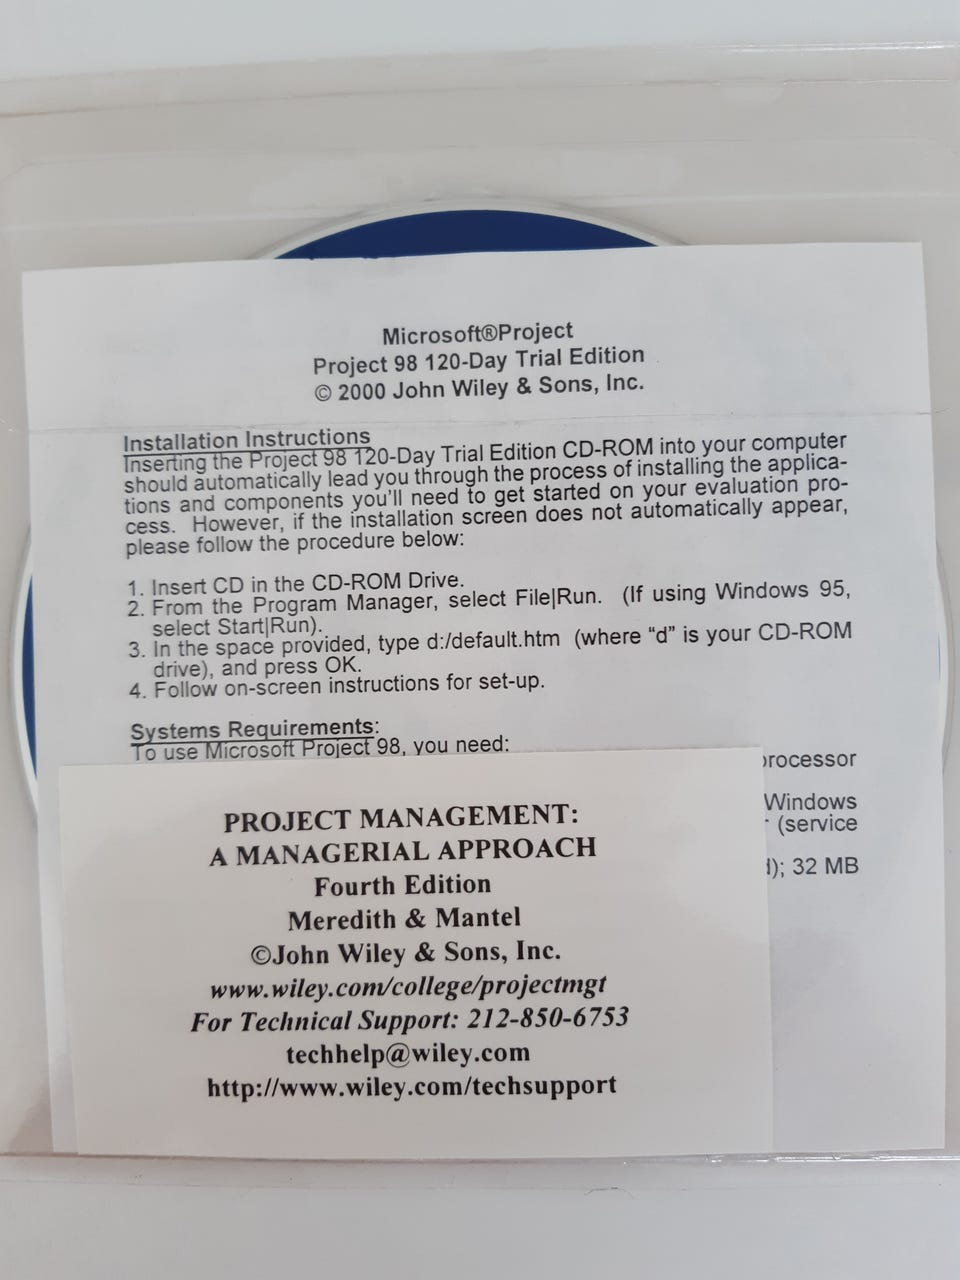 Microsoft®Project
Project 98 120-Day Trial Edition
© 2000 John Wiley & Sons, Inc.
Installation Instructions
Inserting the Project 98 120-Day Trial Edition CD-ROM into your computer
should automatically lead you through the process of installing the applica-
tions and components you'll need to get started on your evaluation pro-
cess. However, if the installation screen does not automatically appear,
please follow the procedure below:
1. Insert CD in the CD-ROM Drive.
2. From the Program Manager, select File|Run. (If using Windows 95,
select Start|Run).
3. In the space provided, type d:/default.htm (where “d” is your CD-ROM
drive), and press OK.
4. Follow on-screen instructions for set-up.
Systems Requirements:
To use Microsoft Project 98, you need:
Windows
(service
32 MB
PROJECT MANAGEMENT:
A MANAGERIAL APPROACH
Fourth Edition
Meredith & Mantel
©John Wiley & Sons, Inc.
www.wiley.com/college/projectmgt
For Technical Support: 212-850-6753
techhelp@wiley.com
http://www.wiley.com/techsupport